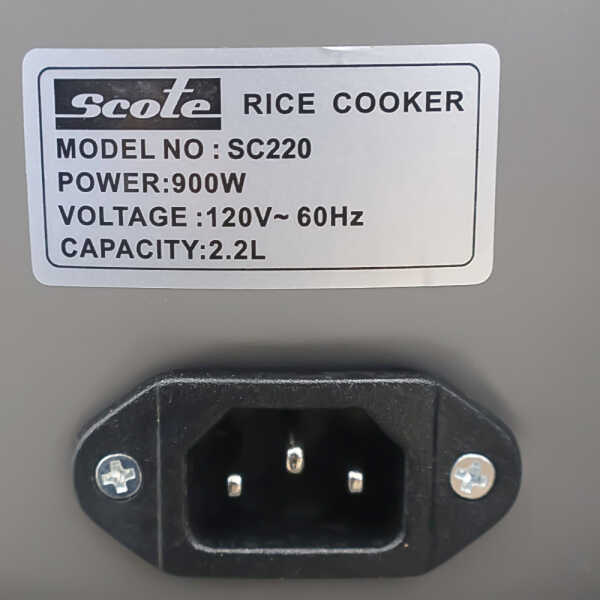 Scote RICE COOKER
MODEL NO : SC220
POWER:900W
VOLTAGE :120V~ 60Hz
CAPACITY:2.2L